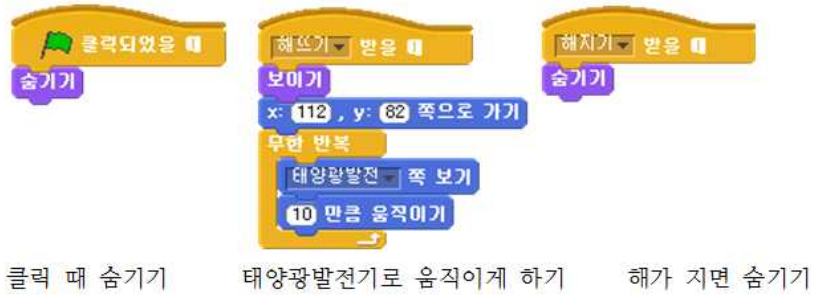 클릭되었을 때
숨기기
해뜨기 받을 때
보이기
x: 112, y: 82 쪽으로 가기
무한 반복
태양광발전 쪽 보기
10 만큼 움직이기
해지기 받을 때
숨기기
클릭 때 숨기기
태양광발전기로 움직이게 하기
해가 지면 숨기기